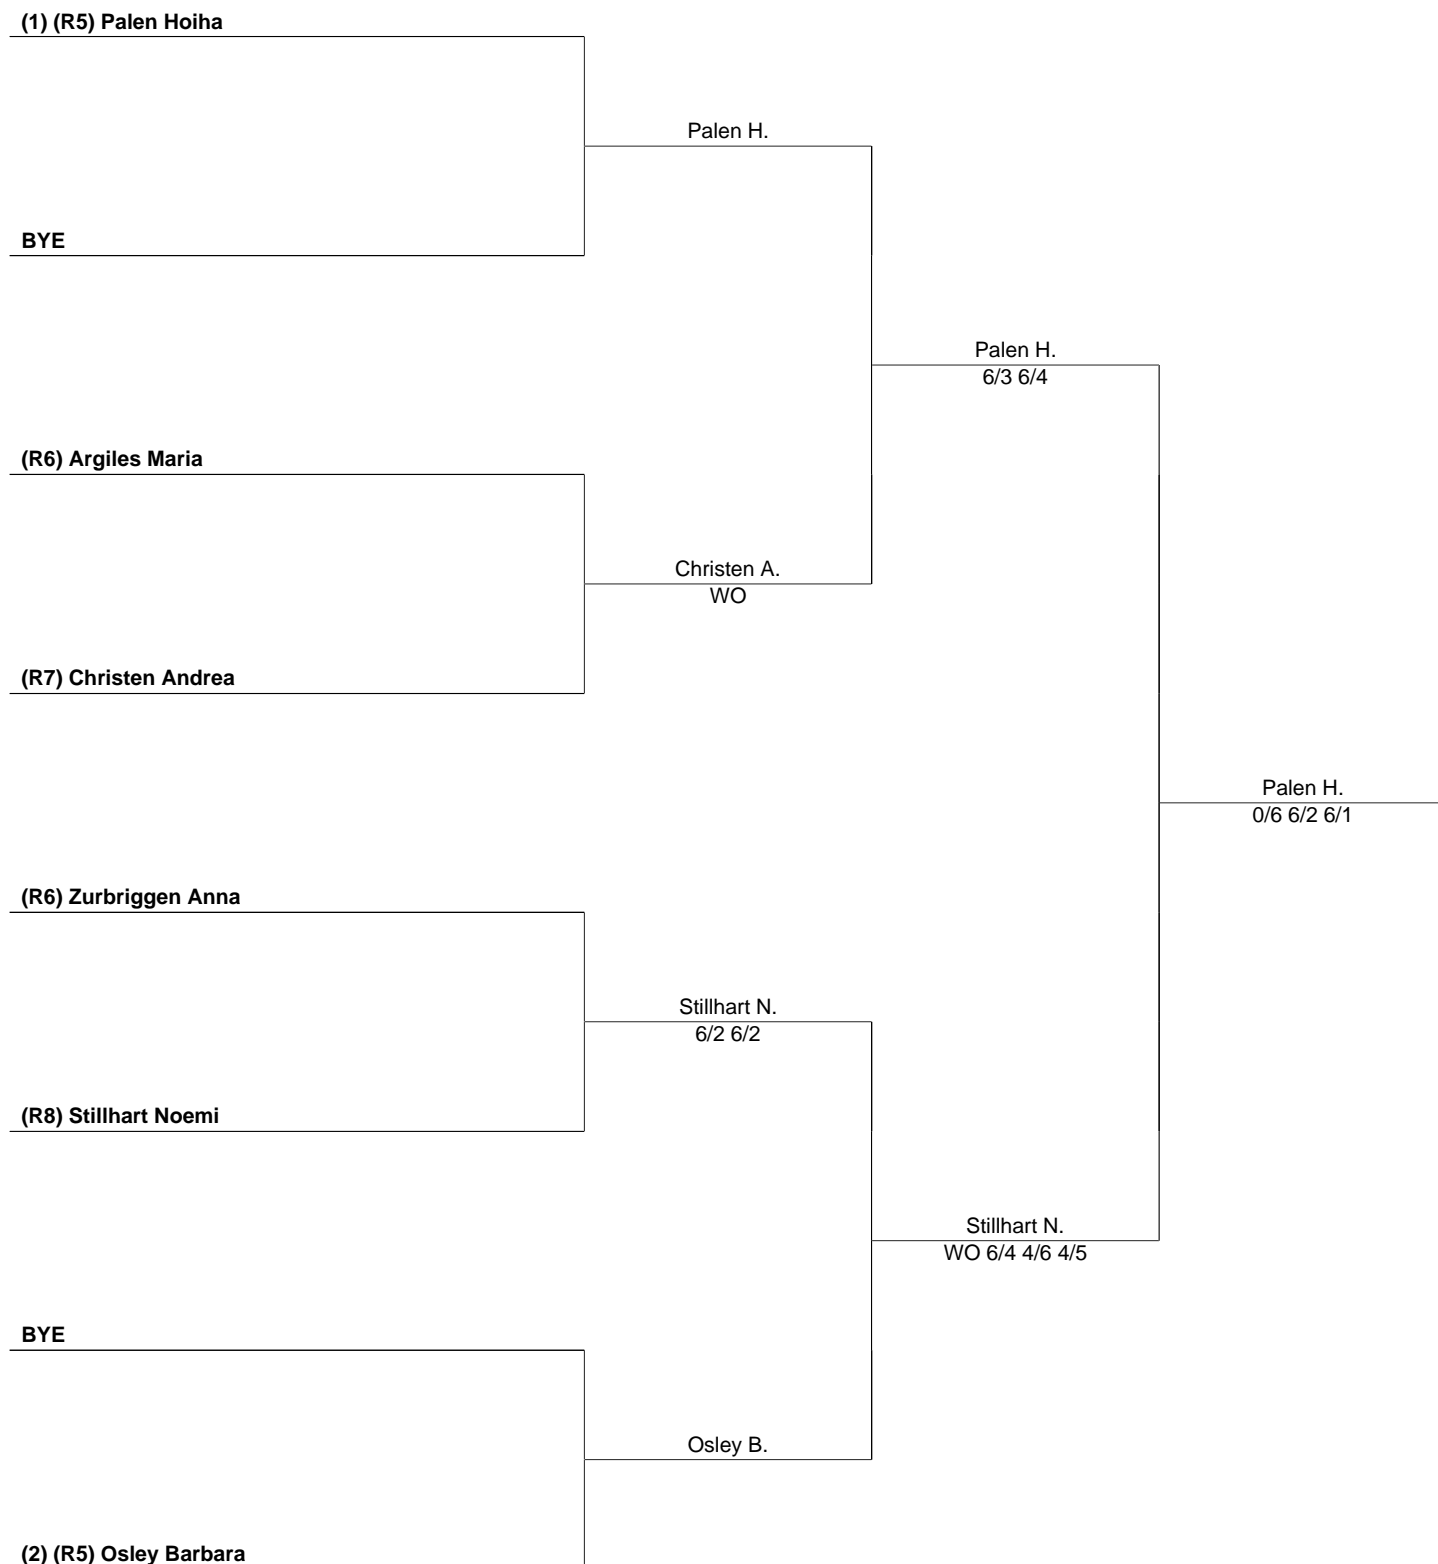 (1) (R5) Palen Hoiha
Palen H.
BYE
Palen H.
6/3 6/4
(R6) Argiles Maria
Christen A.
WO
(R7) Christen Andrea
Palen H.
0/6 6/2 6/1
(R6) Zurbriggen Anna
Stillhart N.
6/2 6/2
(R8) Stillhart Noemi
Stillhart N.
WO 6/4 4/6 4/5
BYE
Osley B.
(2) (R5) Osley Barbara